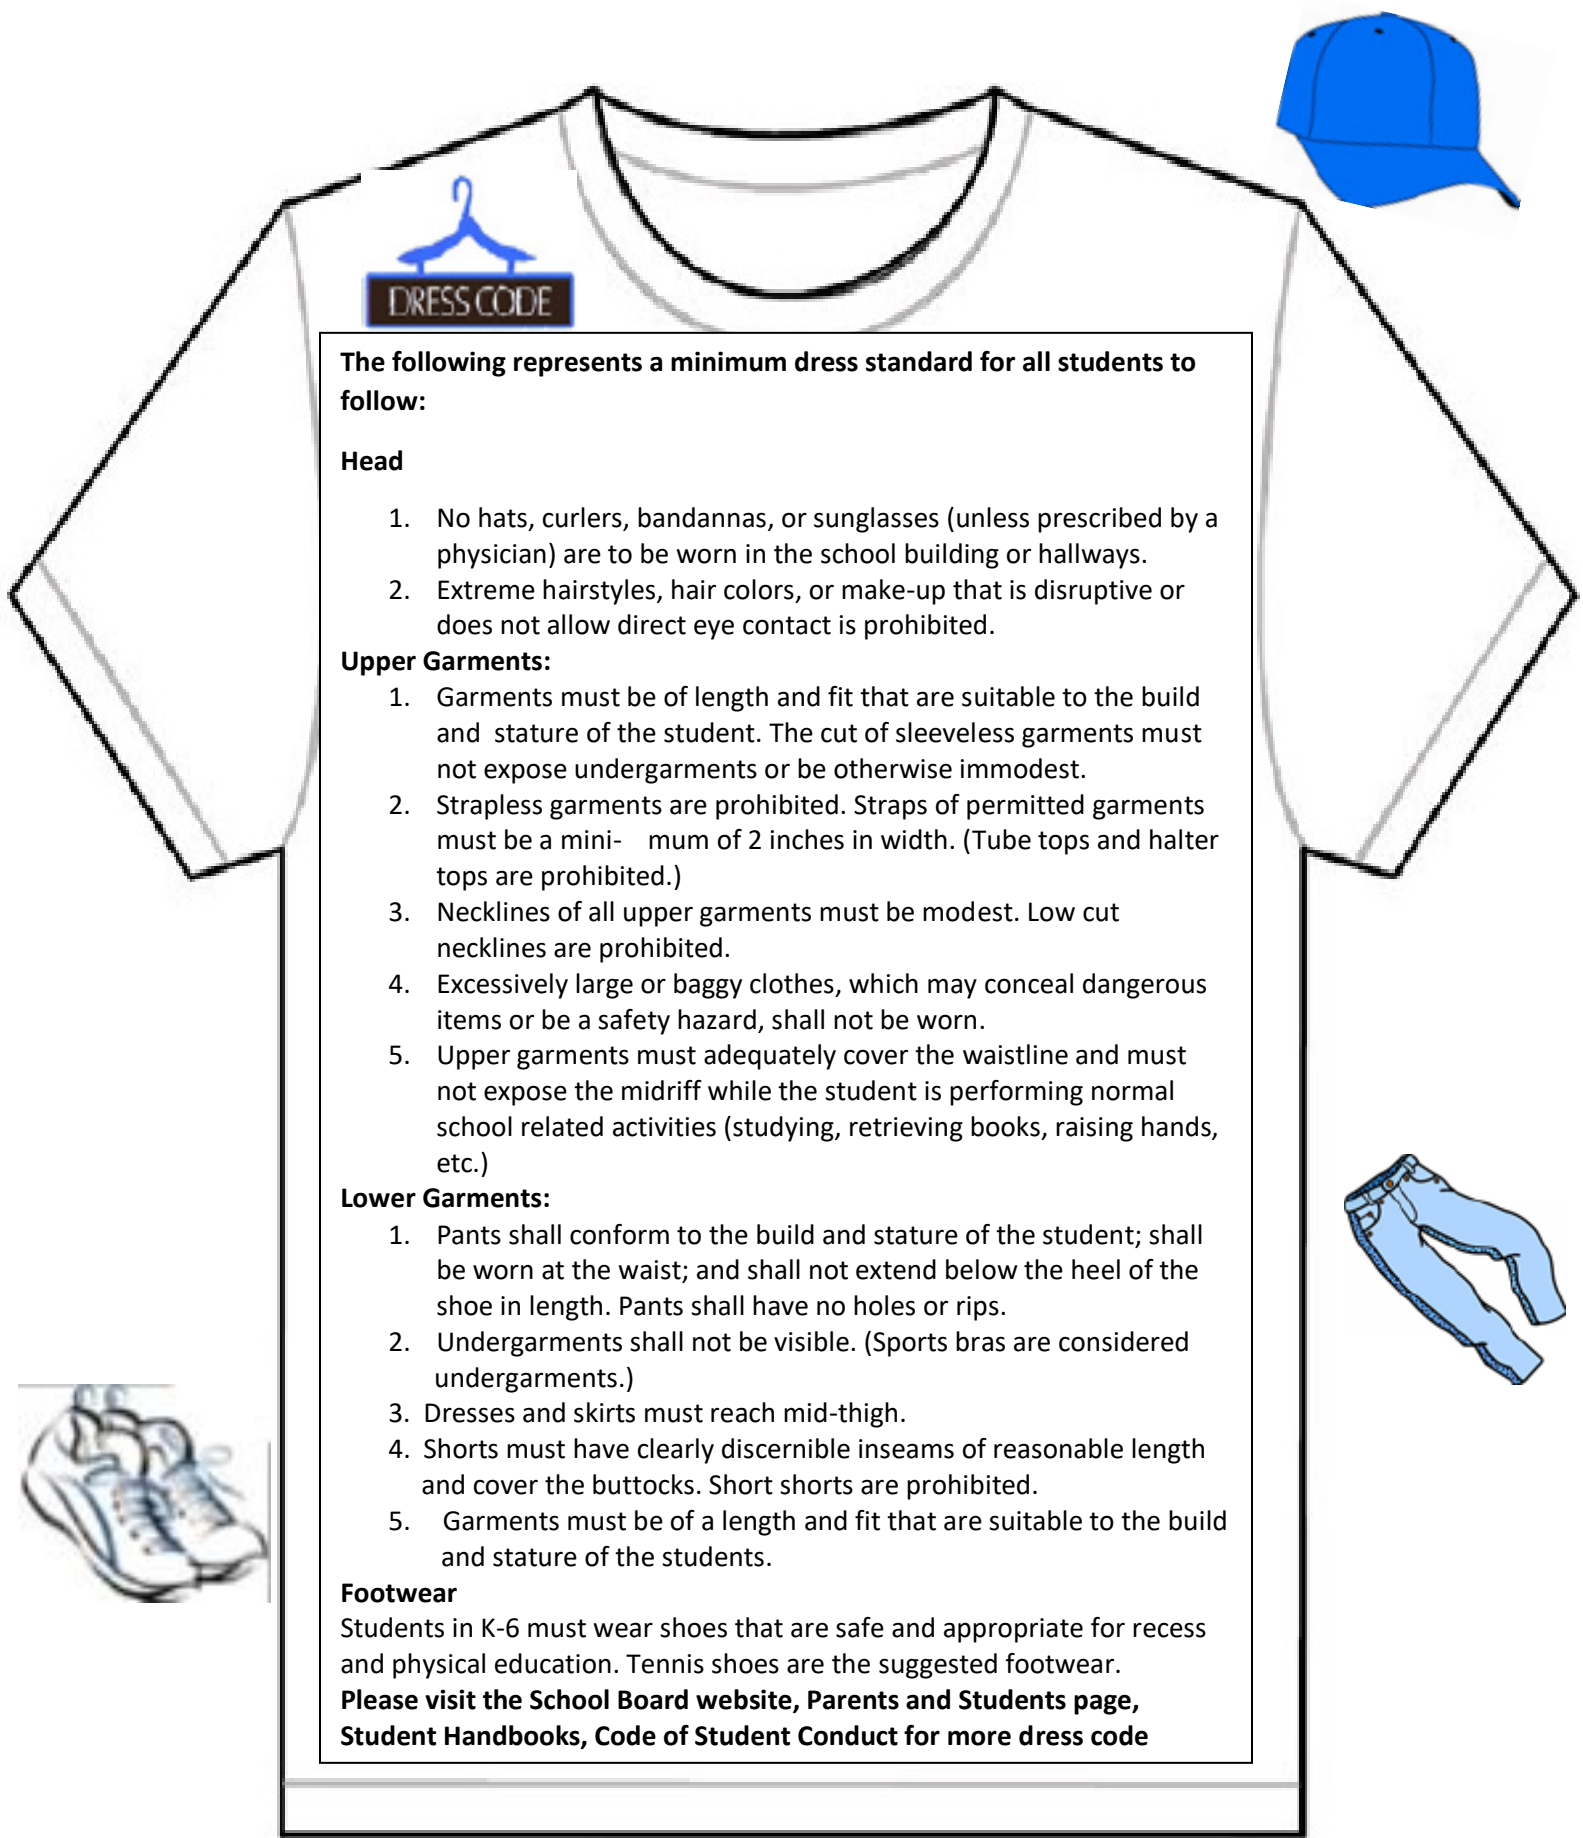 DRESS CODE
The following represents a minimum dress standard for all students to
follow:
Head
1. No hats, curlers, bandannas, or sunglasses (unless prescribed by a
physician) are to be worn in the school building or hallways.
2. Extreme hairstyles, hair colors, or make-up that is disruptive or
does not allow direct eye contact is prohibited.
Upper Garments:
1. Garments must be of length and fit that are suitable to the build
and stature of the student. The cut of sleeveless garments must
not expose undergarments or be otherwise immodest.
2. Strapless garments are prohibited. Straps of permitted garments
must be a mini- mum of 2 inches in width. (Tube tops and halter
tops are prohibited.)
3. Necklines of all upper garments must be modest. Low cut
necklines are prohibited.
4. Excessively large or baggy clothes, which may conceal dangerous
items or be a safety hazard, shall not be worn.
5. Upper garments must adequately cover the waistline and must
not expose the midriff while the student is performing normal
school related activities (studying, retrieving books, raising hands,
etc.)
Lower Garments:
1. Pants shall conform to the build and stature of the student; shall
be worn at the waist; and shall not extend below the heel of the
shoe in length. Pants shall have no holes or rips.
2. Undergarments shall not be visible. (Sports bras are considered
undergarments.)
3. Dresses and skirts must reach mid-thigh.
4. Shorts must have clearly discernible inseams of reasonable length
and cover the buttocks. Short shorts are prohibited.
5. Garments must be of a length and fit that are suitable to the build
and stature of the students.
Footwear
Students in K-6 must wear shoes that are safe and appropriate for recess
and physical education. Tennis shoes are the suggested footwear.
Please visit the School Board website, Parents and Students page,
Student Handbooks, Code of Student Conduct for more dress code